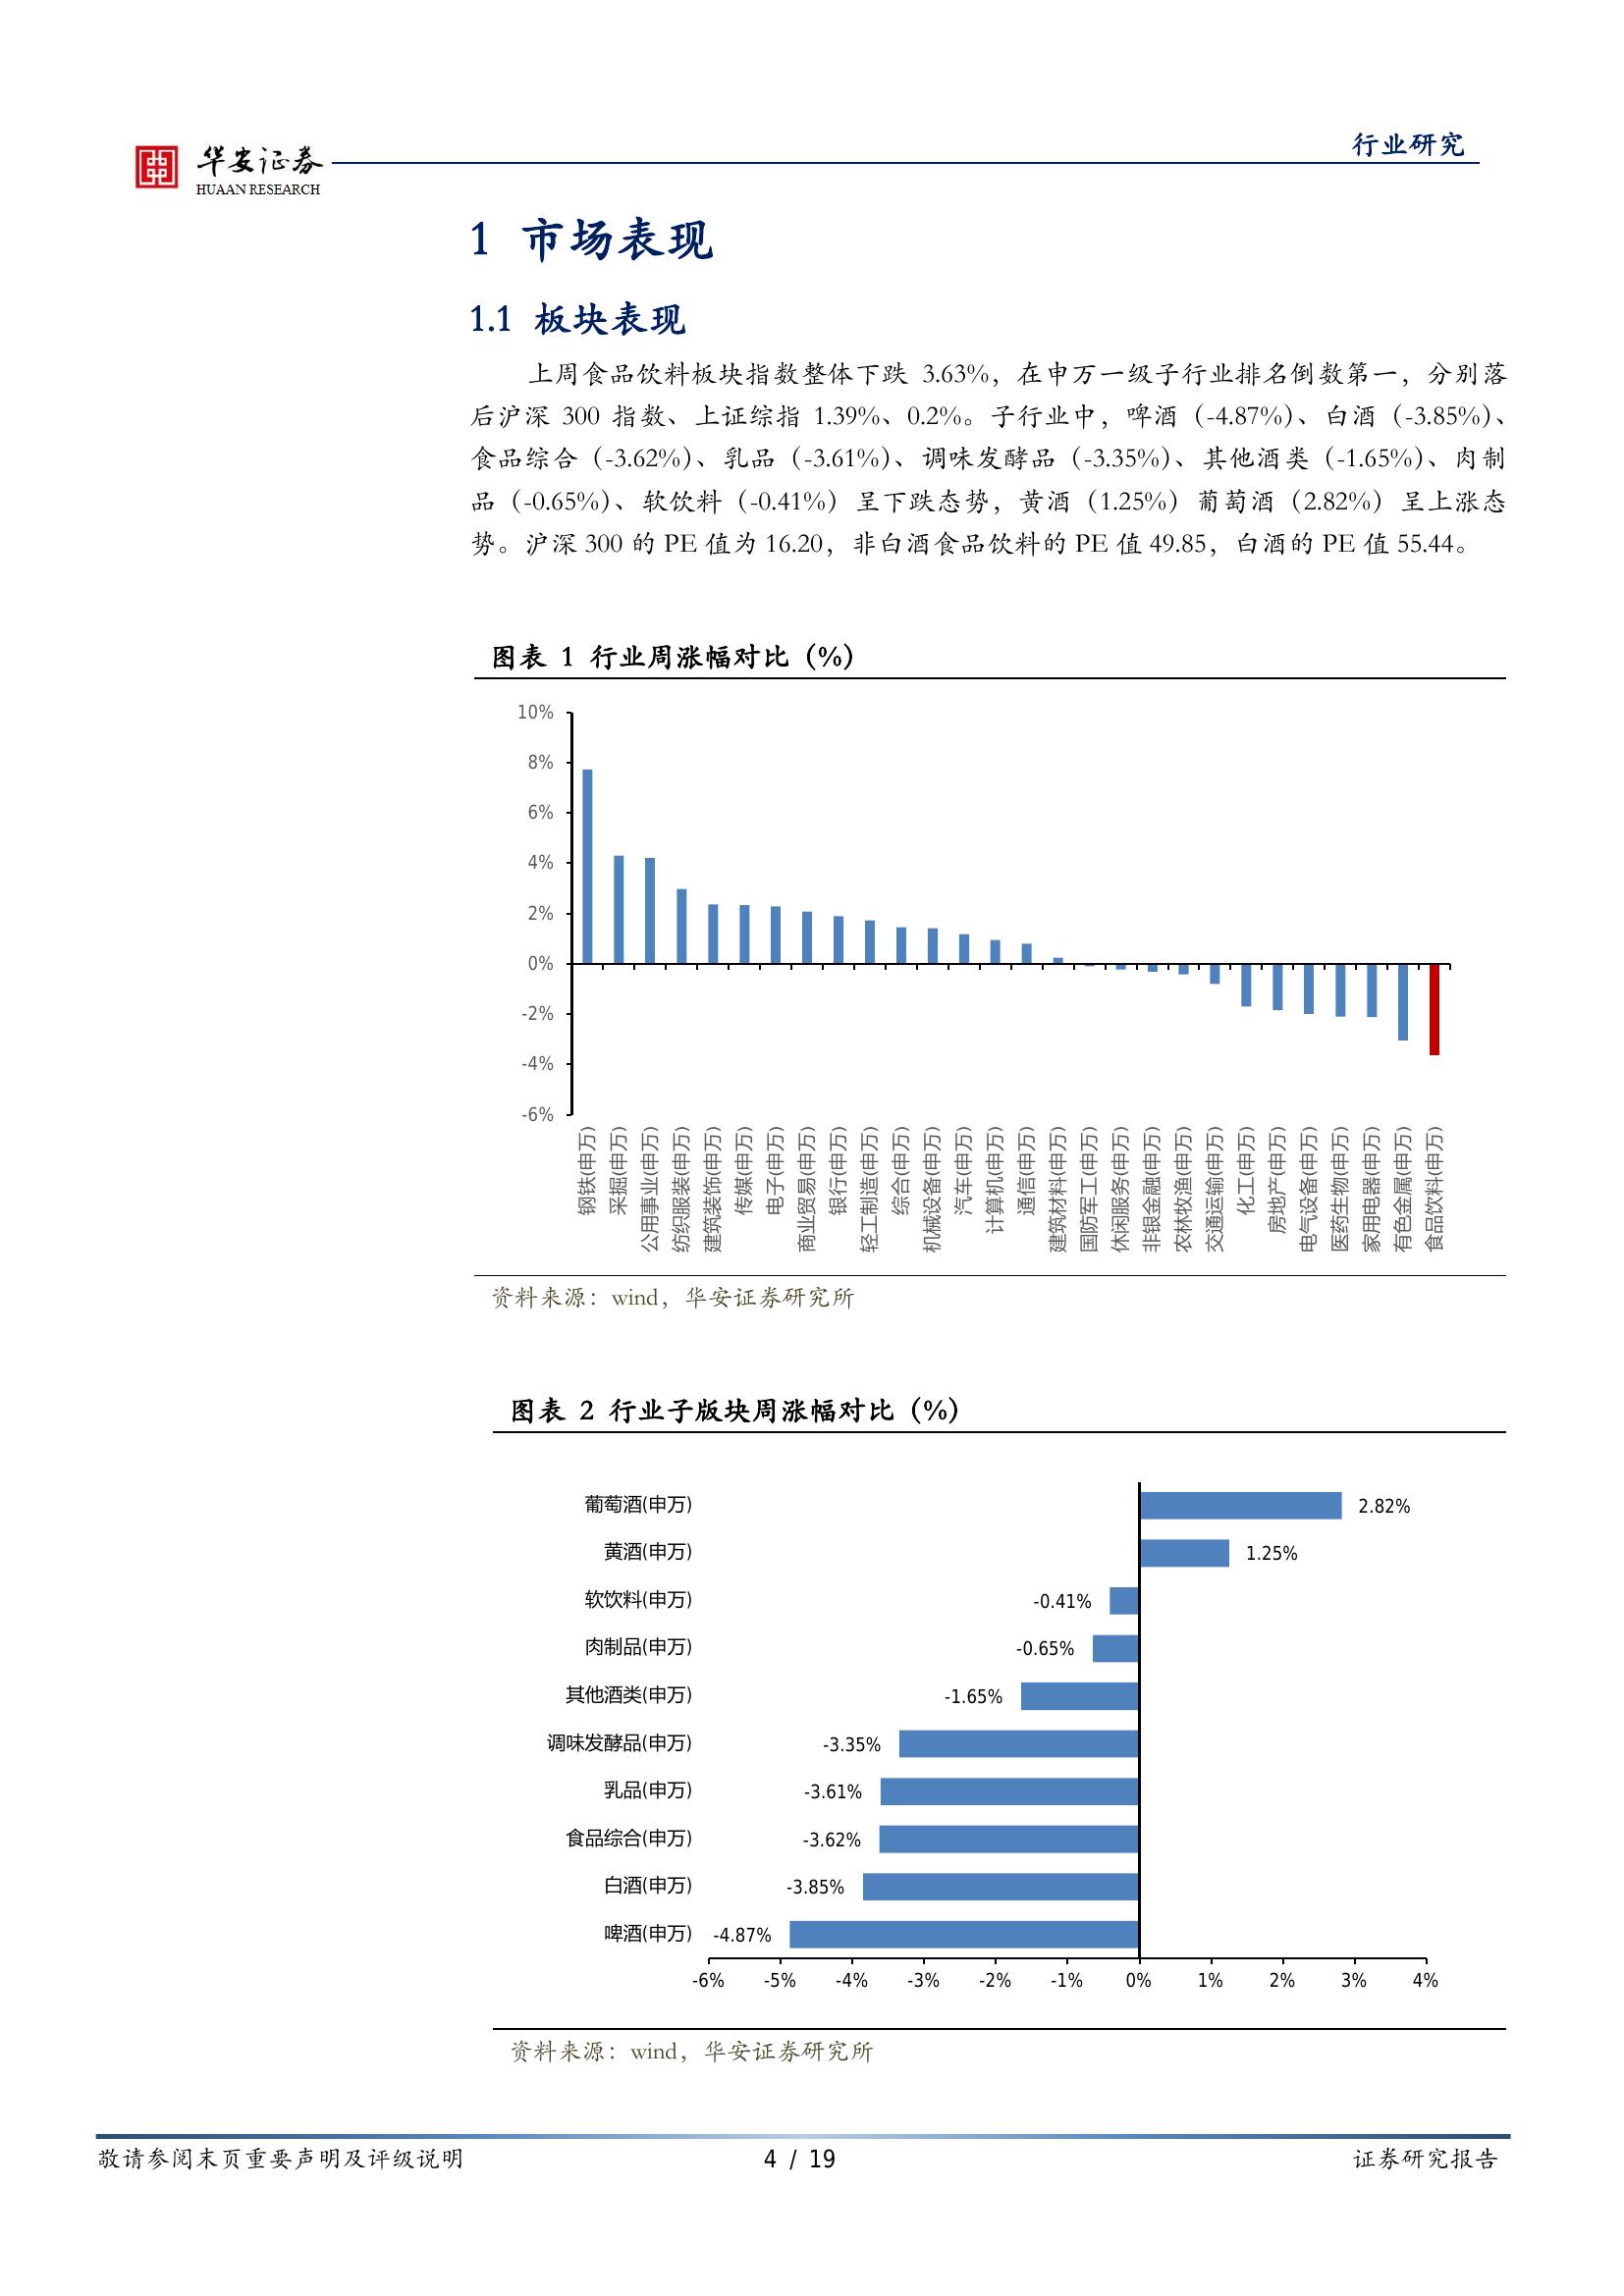 行业研究
华安证券
HUAAN RESEARCH
1 市场表现
1.1 板块表现
上周食品饮料板块指数整体下跌 3.63%，在申万一级子行业排名倒数第一，分别落
后沪深 300 指数、上证综指 1.39%、0.2%。子行业中，啤酒（-4.87%）、白酒（-3.85%）、
食品综合（-3.62%）、乳品（-3.61%）、调味发酵品（-3.35%）、其他酒类（-1.65%）、肉制
品（-0.65%）、软饮料（-0.41%）呈下跌态势，黄酒（1.25%）葡萄酒（2.82%）呈上涨态
势。沪深 300 的 PE 值为 16.20，非白酒食品饮料的 PE 值 49.85，白酒的 PE 值 55.44。
图表 1 行业周涨幅对比（%）
10%
8%
6%
4%
2%
0%
-2%
-4%
-6%
钢铁(申万)
采掘(申万)
公用事业(申万)
纺织服装(申万)
建筑装饰(申万)
传媒(申万)
电子(申万)
商业贸易(申万)
银行(申万)
轻工制造(申万)
综合(申万)
机械设备(申万)
汽车(申万)
计算机(申万)
通信(申万)
建筑材料(申万)
国防军工(申万)
休闲服务(申万)
非银金融(申万)
农林牧渔(申万)
交通运输(申万)
化工(申万)
房地产(申万)
电气设备(申万)
医药生物(申万)
家用电器(申万)
有色金属(申万)
食品饮料(申万)
资料来源：wind，华安证券研究所
图表 2 行业子版块周涨幅对比（%）
葡萄酒(申万) 2.82%
黄酒(申万) 1.25%
软饮料(申万) -0.41%
肉制品(申万) -0.65%
其他酒类(申万) -1.65%
调味发酵品(申万) -3.35%
乳品(申万) -3.61%
食品综合(申万) -3.62%
白酒(申万) -3.85%
啤酒(申万) -4.87%
-6% -5% -4% -3% -2% -1% 0% 1% 2% 3% 4%
资料来源：wind，华安证券研究所
敬请参阅末页重要声明及评级说明 4 / 19 证券研究报告